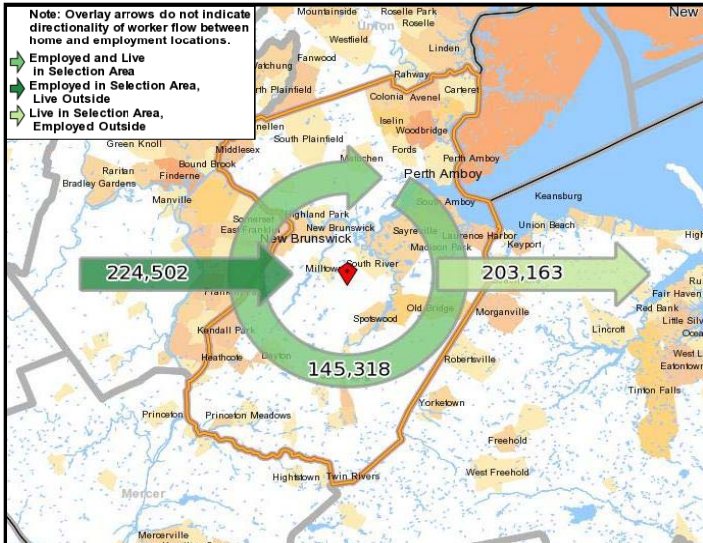 Note: Overlay arrows do not indicate
directionality of worker flow between
home and employment locations.
Employed and Live
in Selection Area
Employed in Selection Area,
Live Outside
Live in Selection Area,
Employed Outside
New
Mountainside
Roselle Park
Roselle
Union
Westfield
Linden
Fanwood
Watchung
Rahway
Plainfield
Colonia
Avenel
Carteret
Iselin
Woodbridge
South Plainfield
Green Knoll
Middlesex
Metuchen
Fords
Bound Brook
Perth Amboy
Raritan
Finderne
Perth Amboy
Bradley Gardens
Manville
South Amboy
Keansburg
Somerset
Highland Park
East Franklin
New Brunswick
Sayreville
Laurence Harbor
Union Beach
New Brunswick
Madison Park
Keyport
High
Milltown
South River
224,502
203,163
Ru
Fair Haven
Old Bridge
Red Bank
Morganville
Little Silv
Spotswood
Lincroft
Ocea
Kendall Park
West L
Heathcote
Dayton
Robertsville
Eatontown
145,318
Tinton Falls
Yorketown
Princeton
Princeton Meadows
Freehold
Hightstown
Twin Rivers
West Freehold
Mercer
Mercerville